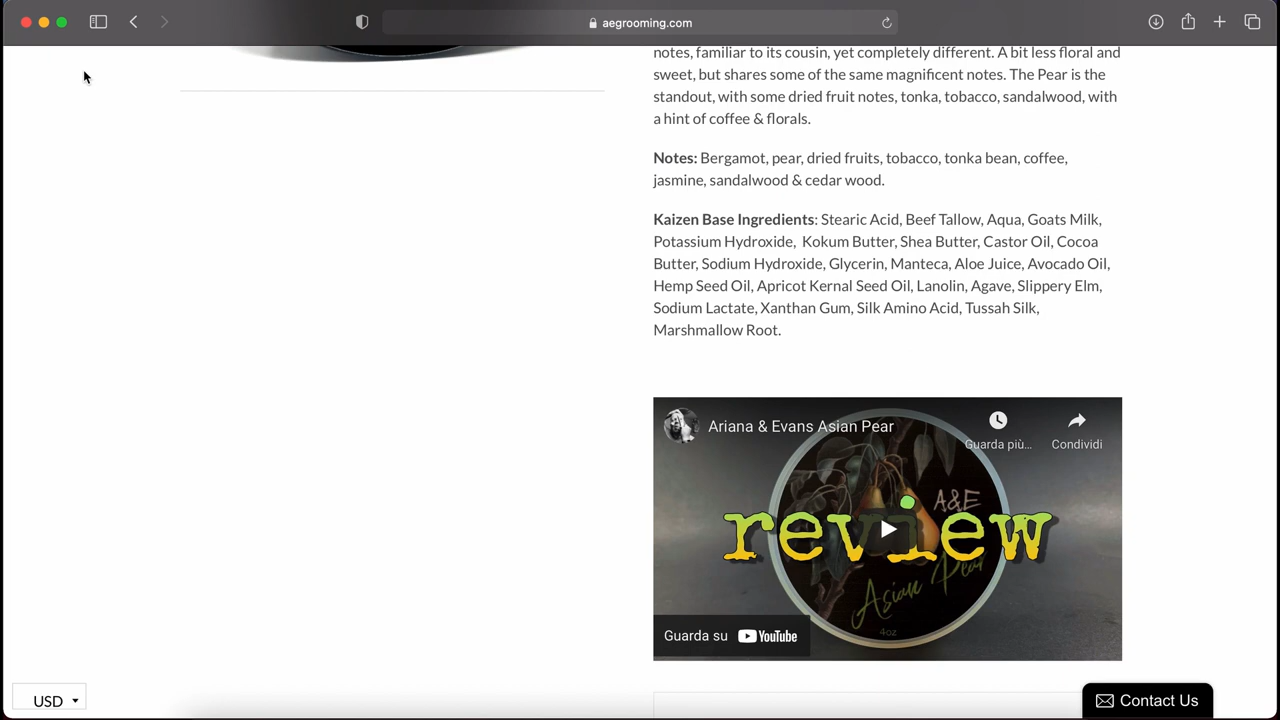 aegrooming.com
notes, familiar to its cousin, yet completely different. A bit less floral and
sweet, but shares some of the same magnificent notes. The Pear is the
standout, with some dried fruit notes, tonka, tobacco, sandalwood, with
a hint of coffee & florals.
Notes: Bergamot, pear, dried fruits, tobacco, tonka bean, coffee,
jasmine, sandalwood & cedar wood.
Kaizen Base Ingredients: Stearic Acid, Beef Tallow, Aqua, Goats Milk,
Potassium Hydroxide, Kokum Butter, Shea Butter, Castor Oil, Cocoa
Butter, Sodium Hydroxide, Glycerin, Manteca, Aloe Juice, Avocado Oil,
Hemp Seed Oil, Apricot Kernal Seed Oil, Lanolin, Agave, Slippery Elm,
Sodium Lactate, Xanthan Gum, Silk Amino Acid, Tussah Silk,
Marshmallow Root.
Ariana & Evans Asian Pear
Guarda più...
Condividi
A&E
review
Asian Pear
4oz
Guarda su YouTube
USD
Contact Us